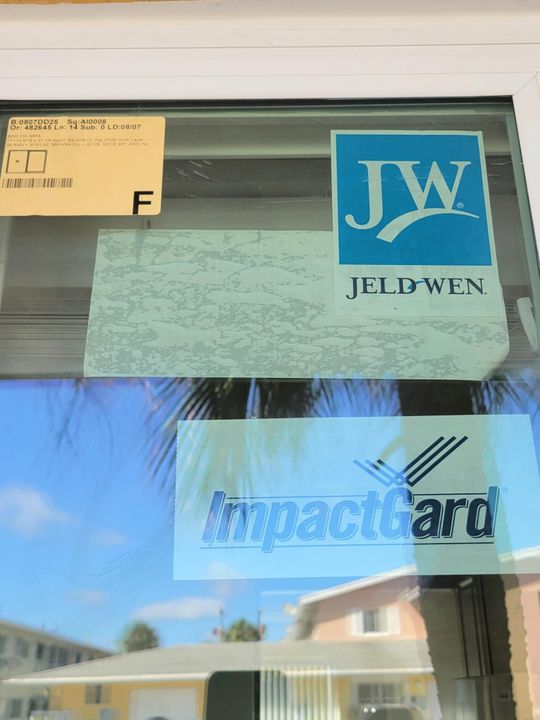 B:0807DD25 Sq:AI0008
Or: 482645 Ln: 14 Sub: 0 LD:08/07
F
JW
®
JELD-WEN
ImpactGard